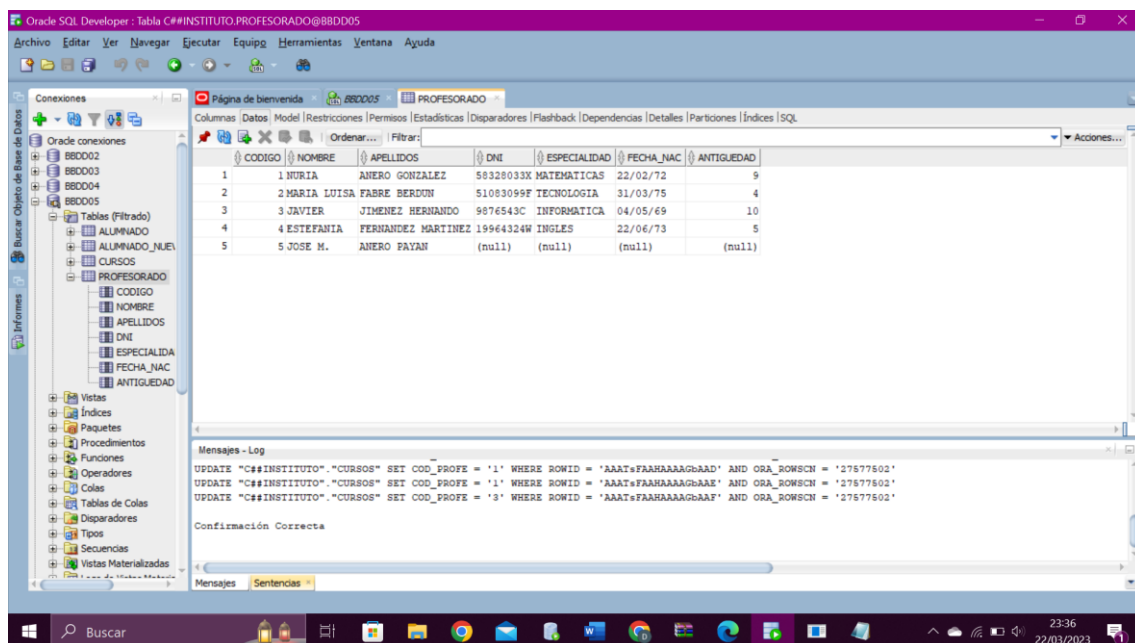 Oracle SQL Developer : Tabla C##INSTITUTO.PROFESORADO@BBDD05
Archivo Editar Ver Navegar Ejecutar Equipo Herramientas Ventana Ayuda
Conexiones
Página de bienvenida BBDD05 PROFESORADO
Columnas Datos Model Restricciones Permisos Estadísticas Disparadores Flashback Dependencias Detalles Particiones Índices SQL
Ordenar... Filtrar: Acciones...
Buscar Objeto de Base de Datos
Informes
Oracle conexiones
BBDD02
BBDD03
BBDD04
BBDD05
Tablas (Filtrado)
ALUMNADO
ALUMNADO_NUEV
CURSOS
PROFESORADO
CODIGO
NOMBRE
APELLIDOS
DNI
ESPECIALIDA
FECHA_NAC
ANTIGUEDAD
Vistas
Índices
Paquetes
Procedimientos
Funciones
Operadores
Colas
Tablas de Colas
Disparadores
Tipos
Secuencias
Vistas Materializadas
CODIGO NOMBRE APELLIDOS DNI ESPECIALIDAD FECHA_NAC ANTIGUEDAD
1 1 NURIA ANERO GONZALEZ 58328033X MATEMATICAS 22/02/72 9
2 2 MARIA LUISA FABRE BERDUN 51083099F TECNOLOGIA 31/03/75 4
3 3 JAVIER JIMENEZ HERNANDO 9876543C INFORMATICA 04/05/69 10
4 4 ESTEFANIA FERNANDEZ MARTINEZ 19964324W INGLES 22/06/73 5
5 5 JOSE M. ANERO PAYAN (null) (null) (null) (null)
Mensajes - Log
UPDATE "C##INSTITUTO"."CURSOS" SET COD_PROFE = '1' WHERE ROWID = 'AAATsFAAHAAAAGbAAD' AND ORA_ROWSCN = '27577502'
UPDATE "C##INSTITUTO"."CURSOS" SET COD_PROFE = '1' WHERE ROWID = 'AAATsFAAHAAAAGbAAE' AND ORA_ROWSCN = '27577502'
UPDATE "C##INSTITUTO"."CURSOS" SET COD_PROFE = '3' WHERE ROWID = 'AAATsFAAHAAAAGbAAF' AND ORA_ROWSCN = '27577502'
Confirmación Correcta
Mensajes Sentencias
Buscar
23:36
22/03/2023